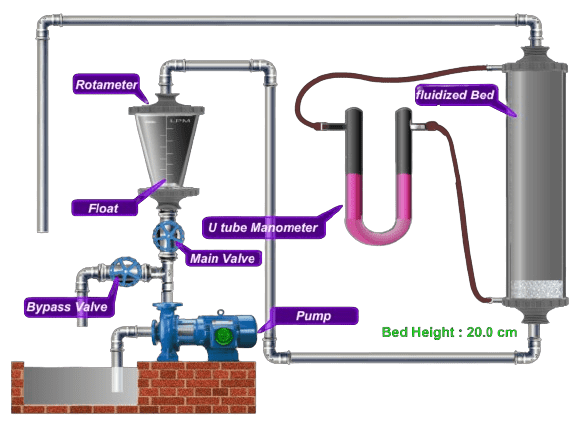 Rotameter
fluidized Bed
LPM
Float
U tube Manometer
Main Valve
Bypass Valve
Pump
Bed Height : 20.0 cm